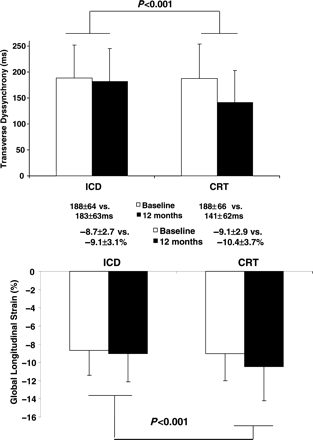 P<0.001
Transverse Dyssynchrony (ms)
250
200
150
100
50
0
ICD CRT
188±64 vs. Baseline 188±66 vs.
183±63ms 12 months 141±62ms
−8.7±2.7 vs. Baseline −9.1±2.9 vs.
−9.1±3.1% 12 months −10.4±3.7%
ICD CRT
Global Longitudinal Strain (%)
0
−2
−4
−6
−8
−10
−12
−14
−16
P<0.001